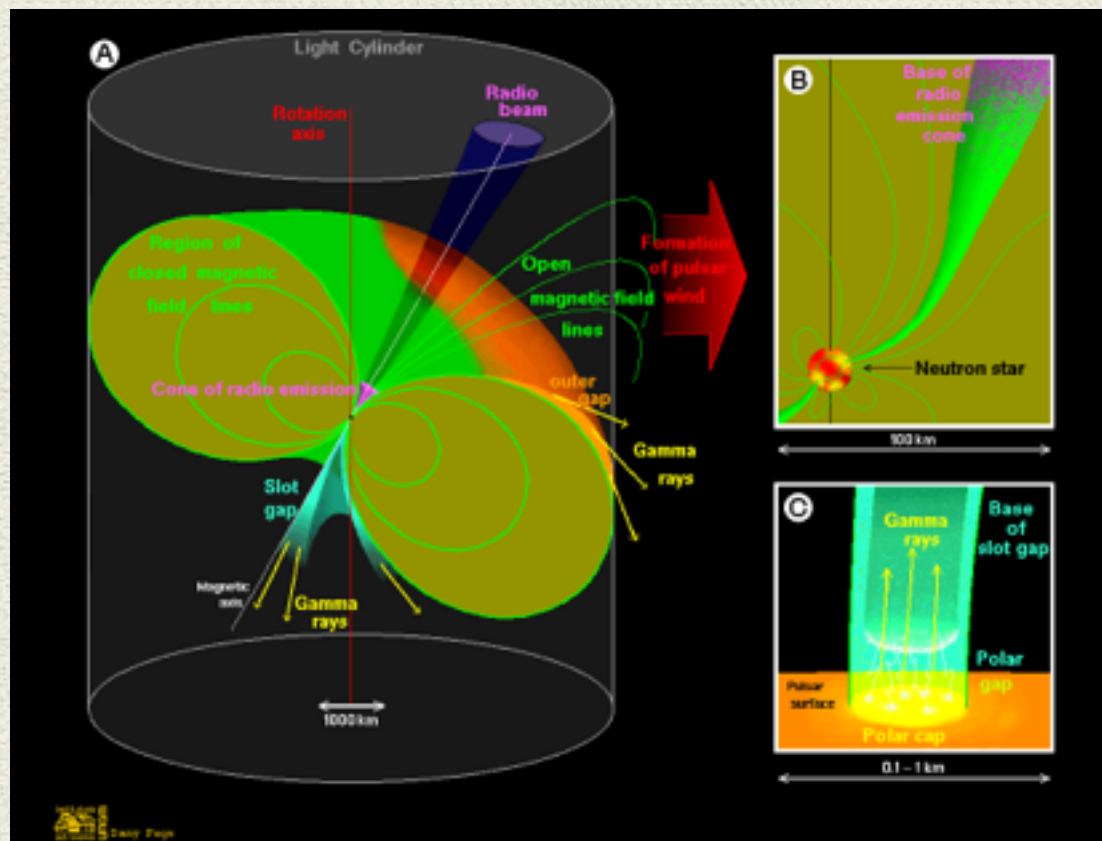 A
Light Cylinder
Rotation
axis
Radio
beam
Region of
closed magnetic
field lines
Open
magnetic field
lines
Formation
of pulsar
wind
Cone of radio emission
outer
gap
Gamma
rays
Slot
gap
Magnetic
axis
Gamma
rays
1000 km
Dany Page
B
Base of
radio
emission
cone
Neutron star
100 km
C
Gamma
rays
Base
of
slot gap
Polar
gap
Pulsar
surface
Polar cap
0.1 – 1 km